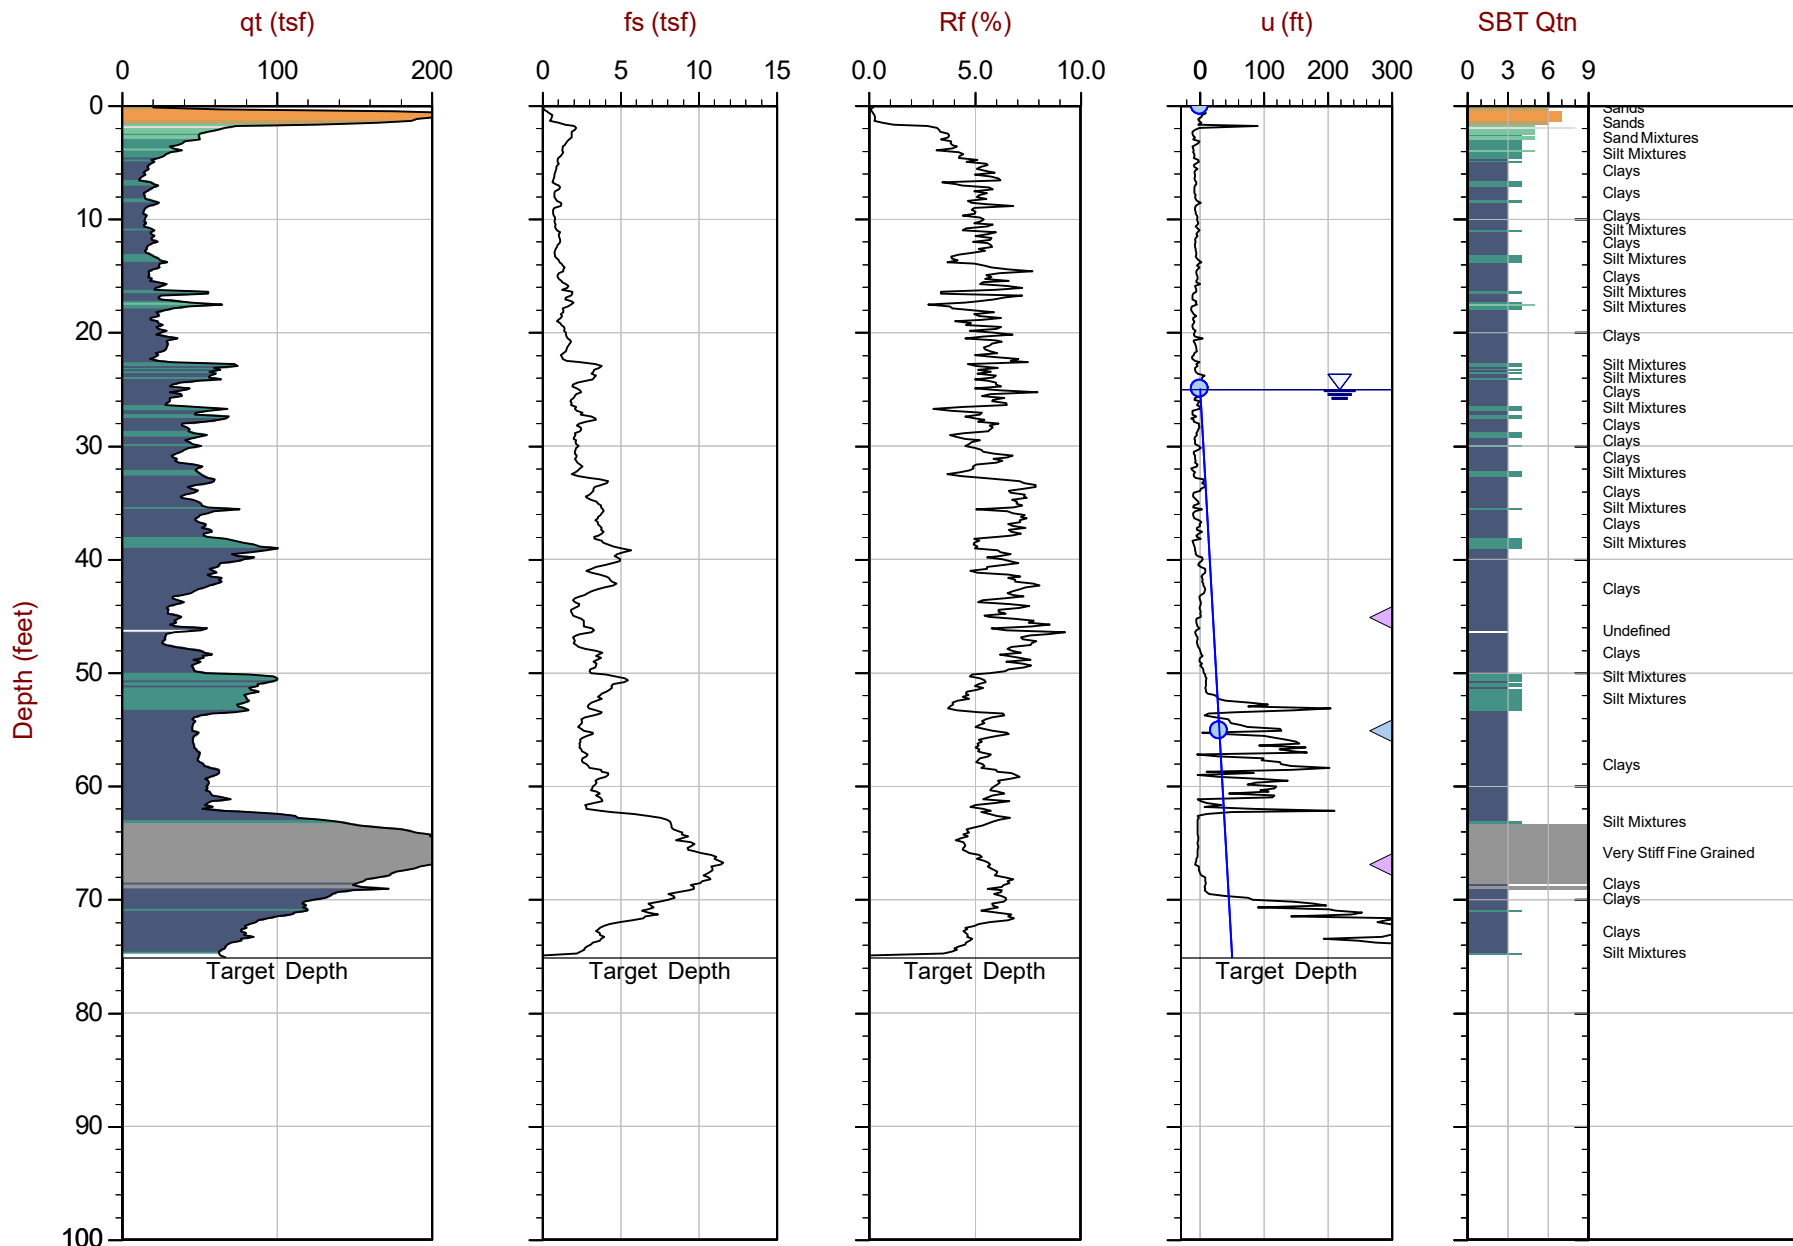 qt (tsf) fs (tsf) Rf (%) u (ft) SBT Qtn
0 100 200 0 5 10 15 0.0 5.0 10.0 0 100 200 300 0 3 6 9
Depth (feet)
0
10
20
30
40
50
60
70
80
90
100
Target Depth Target Depth Target Depth Target Depth
Sands
Sands
Sand Mixtures
Silt Mixtures
Clays
Clays
Clays
Silt Mixtures
Clays
Silt Mixtures
Clays
Silt Mixtures
Silt Mixtures
Clays
Silt Mixtures
Silt Mixtures
Clays
Silt Mixtures
Clays
Clays
Clays
Silt Mixtures
Clays
Silt Mixtures
Clays
Silt Mixtures
Clays
Undefined
Clays
Silt Mixtures
Silt Mixtures
Clays
Silt Mixtures
Very Stiff Fine Grained
Clays
Clays
Clays
Silt Mixtures